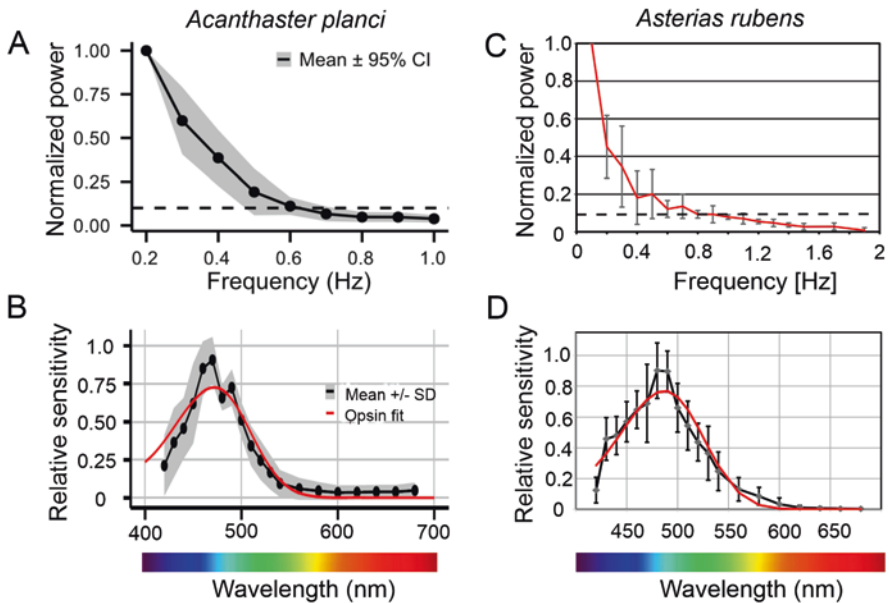 Acanthaster planci
Asterias rubens
A
Normalized power
1.00
0.75
0.50
0.25
0.00
Mean ± 95% CI
0.2
0.4
0.6
0.8
1.0
Frequency (Hz)
C
Normalized power
1.0
0.8
0.6
0.4
0.2
0
0
0.4
0.8
1.2
1.6
2
Frequency [Hz]
B
Relative sensitivity
1.0
0.75
0.50
0.25
0
Mean +/- SD
Opsin fit
400
500
600
700
Wavelength (nm)
D
Relative sensitivity
1.0
0.8
0.6
0.4
0.2
0
450
500
550
600
650
Wavelength (nm)